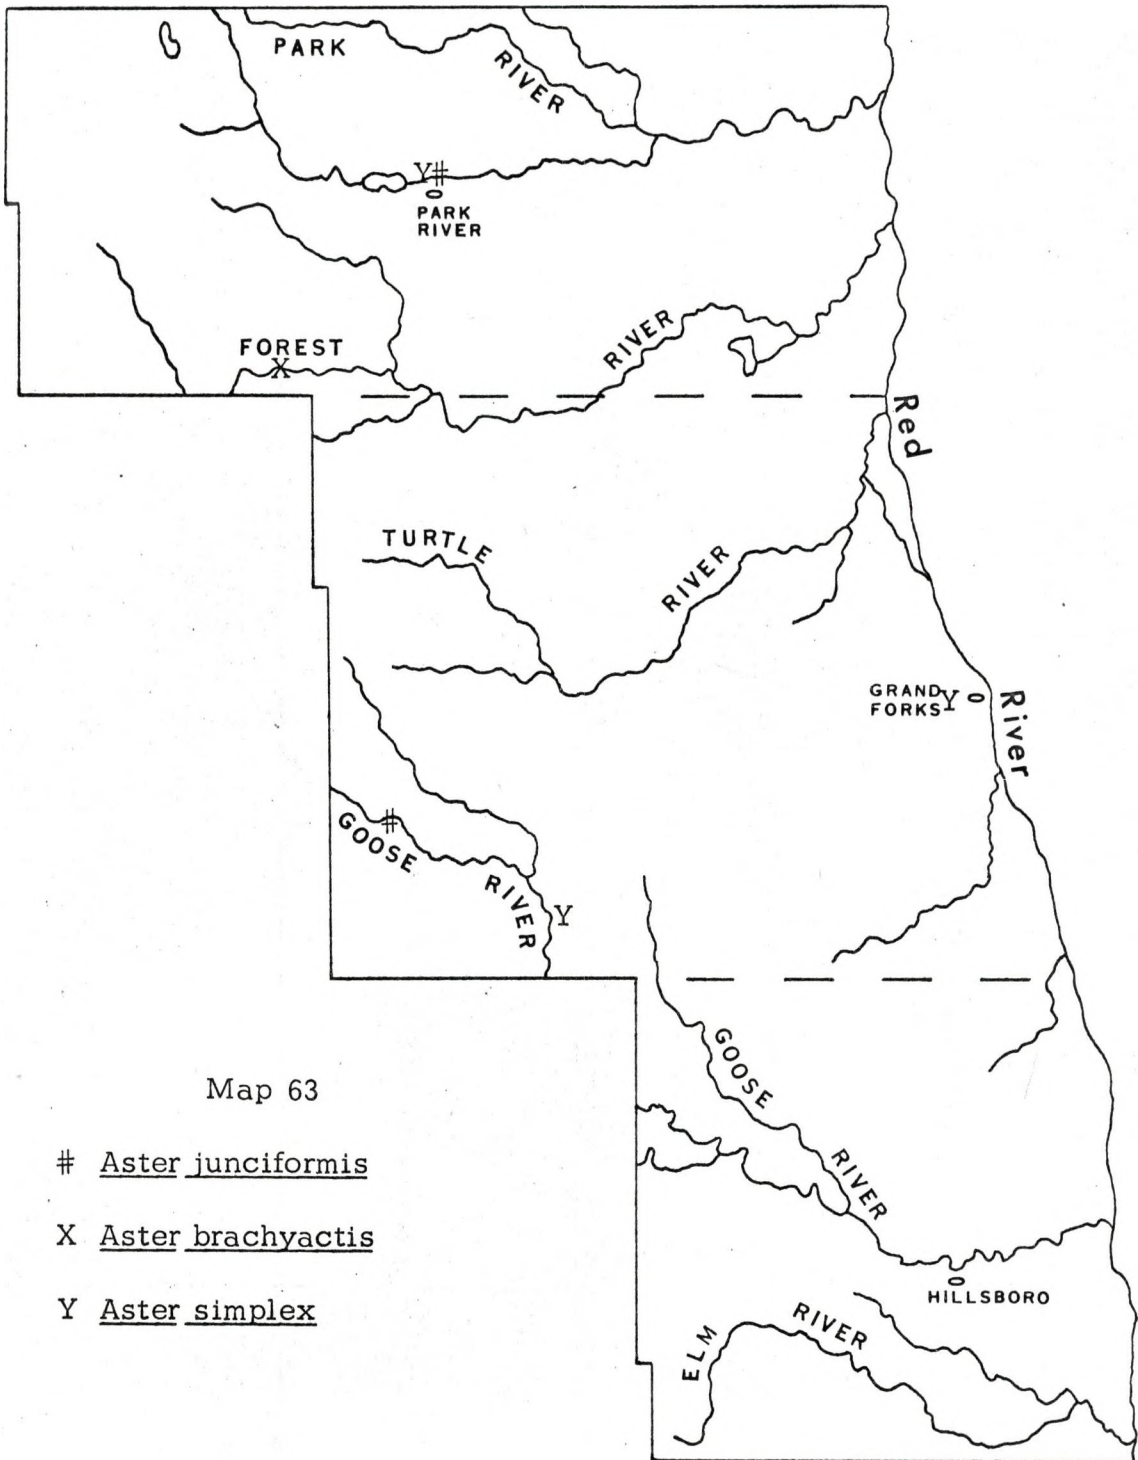 PARK
RIVER
Y#
PARK
RIVER
FOREST
X
RIVER
Red
TURTLE
RIVER
GRAND
FORKS
Y
River
#
GOOSE
RIVER
Y
GOOSE
RIVER
Map 63
# Aster junciformis
X Aster brachyactis
Y Aster simplex
HILLSBORO
ELM
RIVER